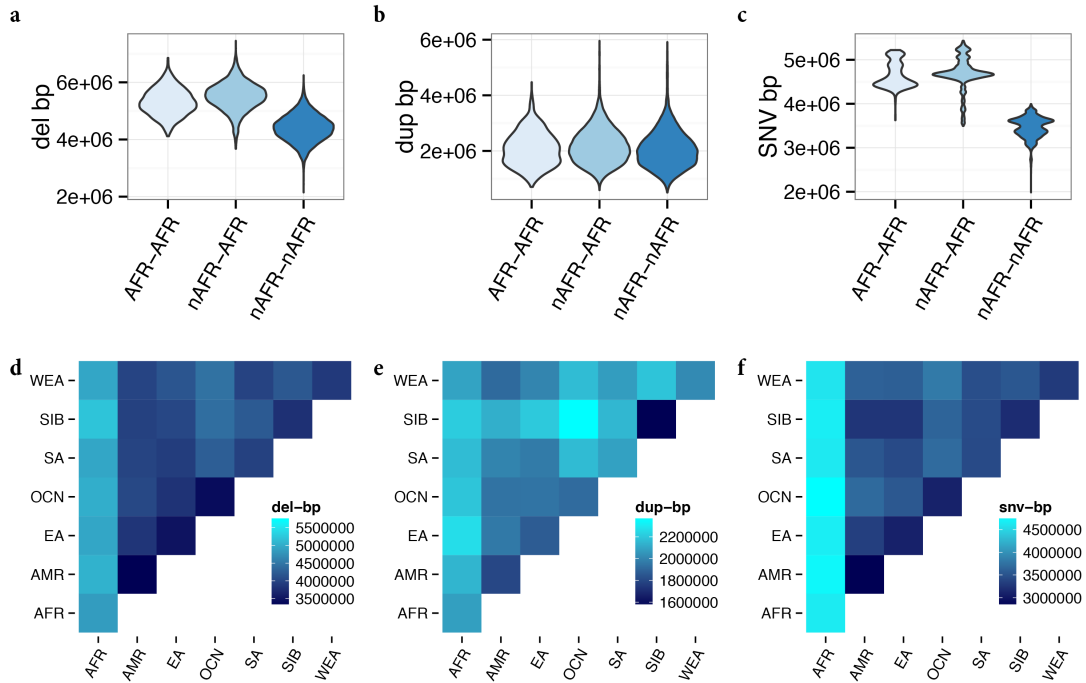 a
del bp
6e+06
4e+06
2e+06
AFR−AFR
nAFR−AFR
nAFR−nAFR
b
dup bp
6e+06
4e+06
2e+06
AFR−AFR
nAFR−AFR
nAFR−nAFR
c
SNV bp
5e+06
4e+06
3e+06
2e+06
AFR−AFR
nAFR−AFR
nAFR−nAFR
d
WEA
SIB
SA
OCN
EA
AMR
AFR
AFR
AMR
EA
OCN
SA
SIB
WEA
del−bp
5500000
5000000
4500000
4000000
3500000
e
WEA
SIB
SA
OCN
EA
AMR
AFR
AFR
AMR
EA
OCN
SA
SIB
WEA
dup−bp
2200000
2000000
1800000
1600000
f
WEA
SIB
SA
OCN
EA
AMR
AFR
AFR
AMR
EA
OCN
SA
SIB
WEA
snv−bp
4500000
4000000
3500000
3000000